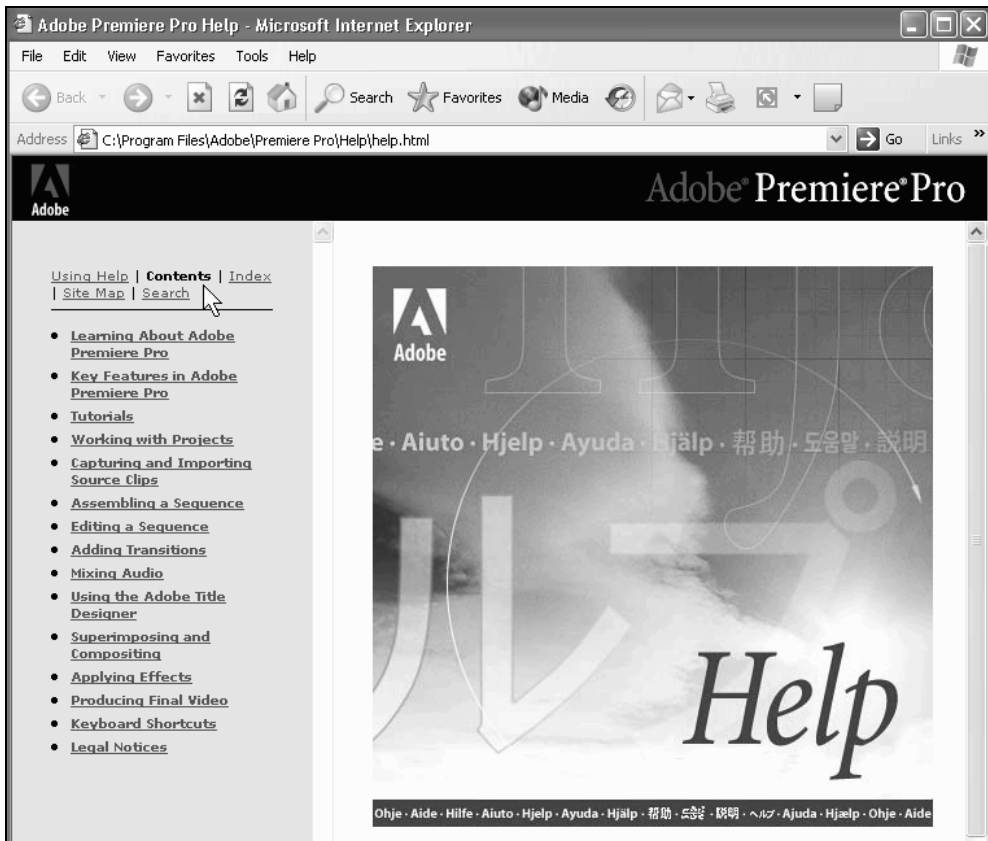 Adobe Premiere Pro Help - Microsoft Internet Explorer
File Edit View Favorites Tools Help
Back Search Favorites Media
Address C:\Program Files\Adobe\Premiere Pro\Help\help.html Go Links »
Adobe
Adobe® Premiere® Pro
Using Help | Contents | Index
| Site Map | Search
• Learning About Adobe
Premiere Pro
• Key Features in Adobe
Premiere Pro
• Tutorials
• Working with Projects
• Capturing and Importing
Source Clips
• Assembling a Sequence
• Editing a Sequence
• Adding Transitions
• Mixing Audio
• Using the Adobe Title
Designer
• Superimposing and
Compositing
• Applying Effects
• Producing Final Video
• Keyboard Shortcuts
• Legal Notices
Adobe
e · Aiuto · Hjelp · Ayuda · Hjälp · 帮助 · 도움말 · 説明
ルプ
Help
Ohje · Aide · Hilfe · Aiuto · Hjelp · Ayuda · Hjälp · 帮助 · 도움말 · 説明 · ヘルプ · Ajuda · Hjælp · Ohje · Aide